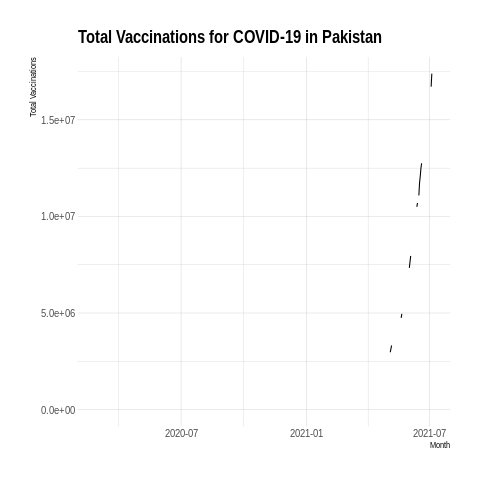 Total Vaccinations for COVID-19 in Pakistan
Total Vaccinations
1.5e+07
1.0e+07
5.0e+06
0.0e+00
2020-07
2021-01
2021-07
Month